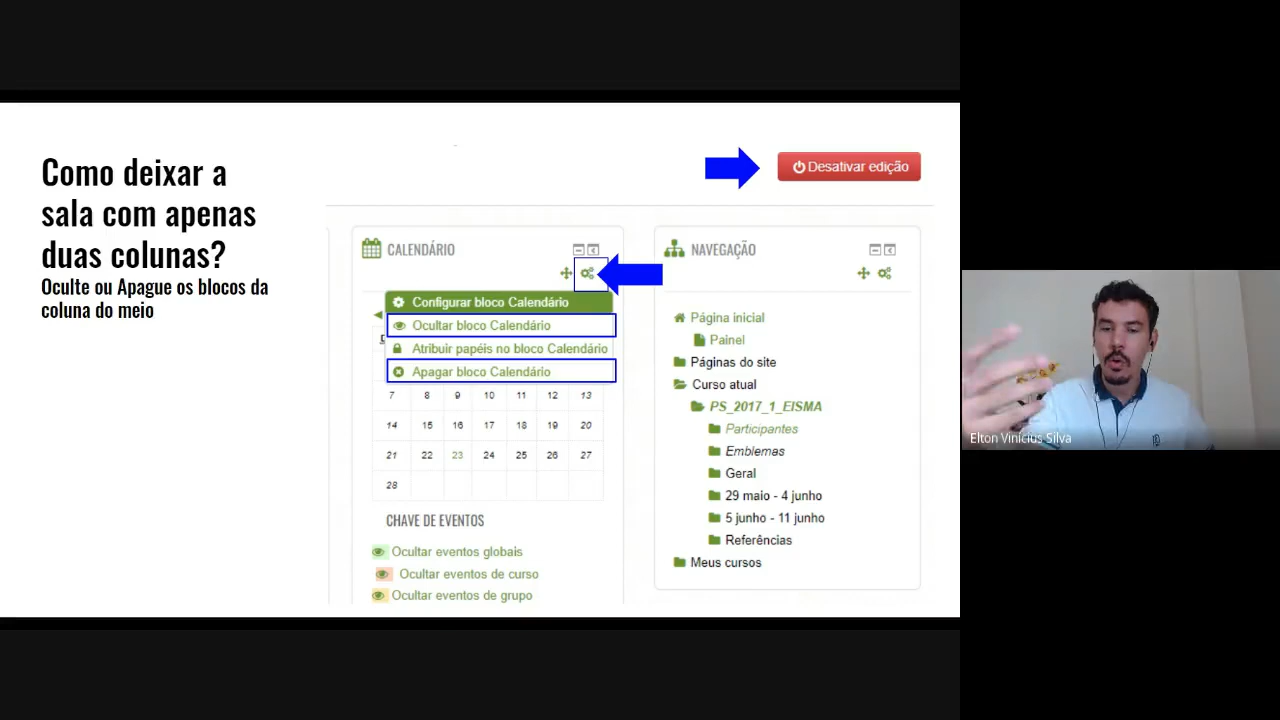 Como deixar a
sala com apenas
duas colunas?
Oculte ou Apague os blocos da
coluna do meio
Desativar edição
CALENDÁRIO
Configurar bloco Calendário
Ocultar bloco Calendário
Atribuir papéis no bloco Calendário
Apagar bloco Calendário
7 8 9 10 11 12 13
14 15 16 17 18 19 20
21 22 23 24 25 26 27
28
CHAVE DE EVENTOS
Ocultar eventos globais
Ocultar eventos de curso
Ocultar eventos de grupo
NAVEGAÇÃO
Página inicial
Painel
Páginas do site
Curso atual
PS_2017_1_EISMA
Participantes
Emblemas
Geral
29 maio - 4 junho
5 junho - 11 junho
Referências
Meus cursos
Elton Vinícius Silva